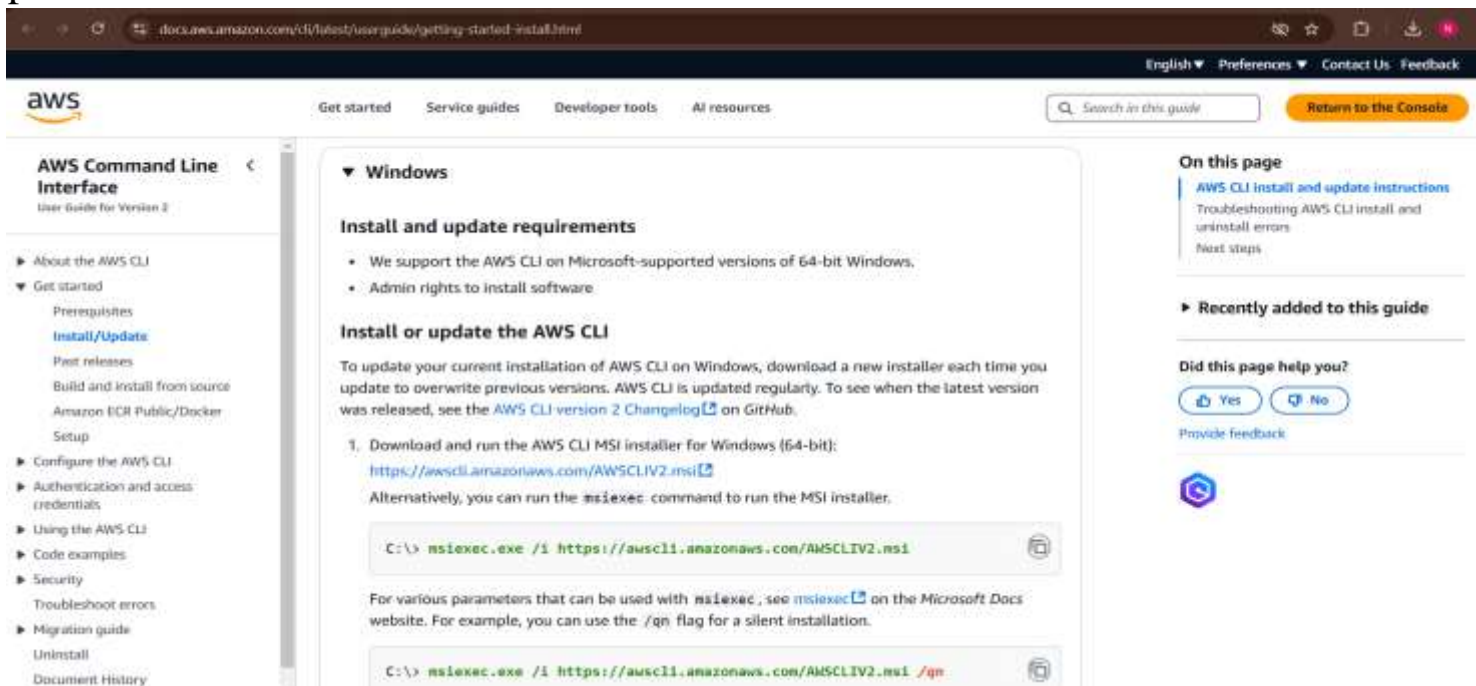 docs.aws.amazon.com/cli/latest/userguide/getting-started-install.html
English ▼ Preferences ▼ Contact Us Feedback
aws
Get started Service guides Developer tools AI resources
Search in this guide
Return to the Console
AWS Command Line
Interface
User Guide for Version 2
About the AWS CLI
Get started
Prerequisites
Install/Update
Past releases
Build and install from source
Amazon ECR Public/Docker
Setup
Configure the AWS CLI
Authentication and access
credentials
Using the AWS CLI
Code examples
Security
Troubleshoot errors
Migration guide
Uninstall
Document History
▼ Windows
Install and update requirements
• We support the AWS CLI on Microsoft-supported versions of 64-bit Windows.
• Admin rights to install software
Install or update the AWS CLI
To update your current installation of AWS CLI on Windows, download a new installer each time you
update to overwrite previous versions. AWS CLI is updated regularly. To see when the latest version
was released, see the AWS CLI version 2 Changelog on GitHub.
1. Download and run the AWS CLI MSI installer for Windows (64-bit):
https://awscli.amazonaws.com/AWSCLIV2.msi
Alternatively, you can run the msiexec command to run the MSI installer.
C:\> msiexec.exe /i https://awscli.amazonaws.com/AWSCLIV2.msi
For various parameters that can be used with msiexec, see msiexec on the Microsoft Docs
website. For example, you can use the /qn flag for a silent installation.
C:\> msiexec.exe /i https://awscli.amazonaws.com/AWSCLIV2.msi /qn
On this page
AWS CLI install and update instructions
Troubleshooting AWS CLI install and
uninstall errors
Next steps
Recently added to this guide
Did this page help you?
Yes
No
Provide feedback